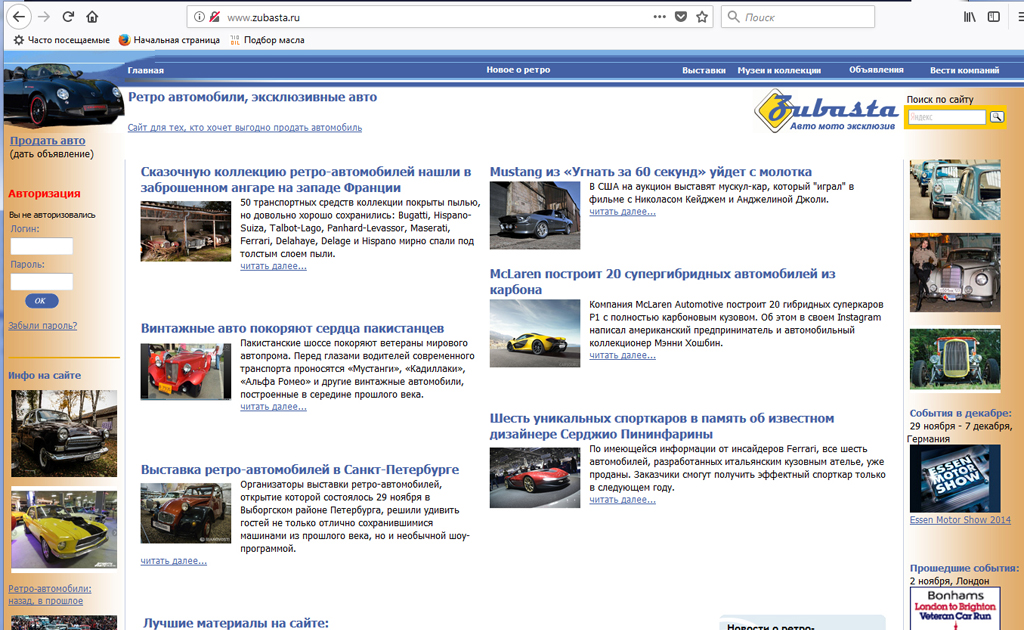 www.zubasta.ru
Поиск
Часто посещаемые
Начальная страница
Подбор масла
Главная
Новое о ретро
Выставки
Музеи и коллекции
Объявления
Вести компаний
Ретро автомобили, эксклюзивные авто
Сайт для тех, кто хочет выгодно продать автомобиль
Zubasta
Авто мото эксклюзив
Поиск по сайту
Яндекс
Продать авто
(дать объявление)
Авторизация
Вы не авторизовались
Логин:
Пароль:
OK
Забыли пароль?
Инфо на сайте
Ретро-автомобили:
назад, в прошлое
Сказочную коллекцию ретро-автомобилей нашли в
заброшенном ангаре на западе Франции
50 транспортных средств коллекции покрыты пылью,
но довольно хорошо сохранились: Bugatti, Hispano-
Suiza, Talbot-Lago, Panhard-Levassor, Maserati,
Ferrari, Delahaye, Delage и Hispano мирно спали под
толстым слоем пыли.
читать далее...
Винтажные авто покоряют сердца пакистанцев
Пакистанские шоссе покоряют ветераны мирового
автопрома. Перед глазами водителей современного
транспорта проносятся «Мустанги», «Кадиллаки»,
«Альфа Ромео» и другие винтажные автомобили,
построенные в середине прошлого века.
читать далее...
Выставка ретро-автомобилей в Санкт-Петербурге
Организаторы выставки ретро-автомобилей,
открытие которой состоялось 29 ноября в
Выборгском районе Петербурга, решили удивить
гостей не только отлично сохранившимися
машинами из прошлого века, но и необычной шоу-
программой.
читать далее...
Mustang из «Угнать за 60 секунд» уйдет с молотка
В США на аукцион выставят мускул-кар, который "играл" в
фильме с Николасом Кейджем и Анджелиной Джоли.
читать далее...
McLaren построит 20 супергибридных автомобилей из
карбона
Компания McLaren Automotive построит 20 гибридных суперкаров
P1 с полностью карбоновым кузовом. Об этом в своем Instagram
написал американский предприниматель и автомобильный
коллекционер Мэнни Хошбин.
читать далее...
Шесть уникальных спорткаров в память об известном
дизайнере Серджио Пининфарины
По имеющейся информации от инсайдеров Ferrari, все шесть
автомобилей, разработанных итальянским кузовным ателье, уже
проданы. Заказчики смогут получить эффектный спорткар только
в следующем году.
читать далее...
События в декабре:
29 ноября - 7 декабря,
Германия
ESSEN
MOTOR
SHOW
Essen Motor Show 2014
Прошедшие события:
2 ноября, Лондон
Bonhams
London to Brighton
Veteran Car Run
Лучшие материалы на сайте:
Новости о ретро-